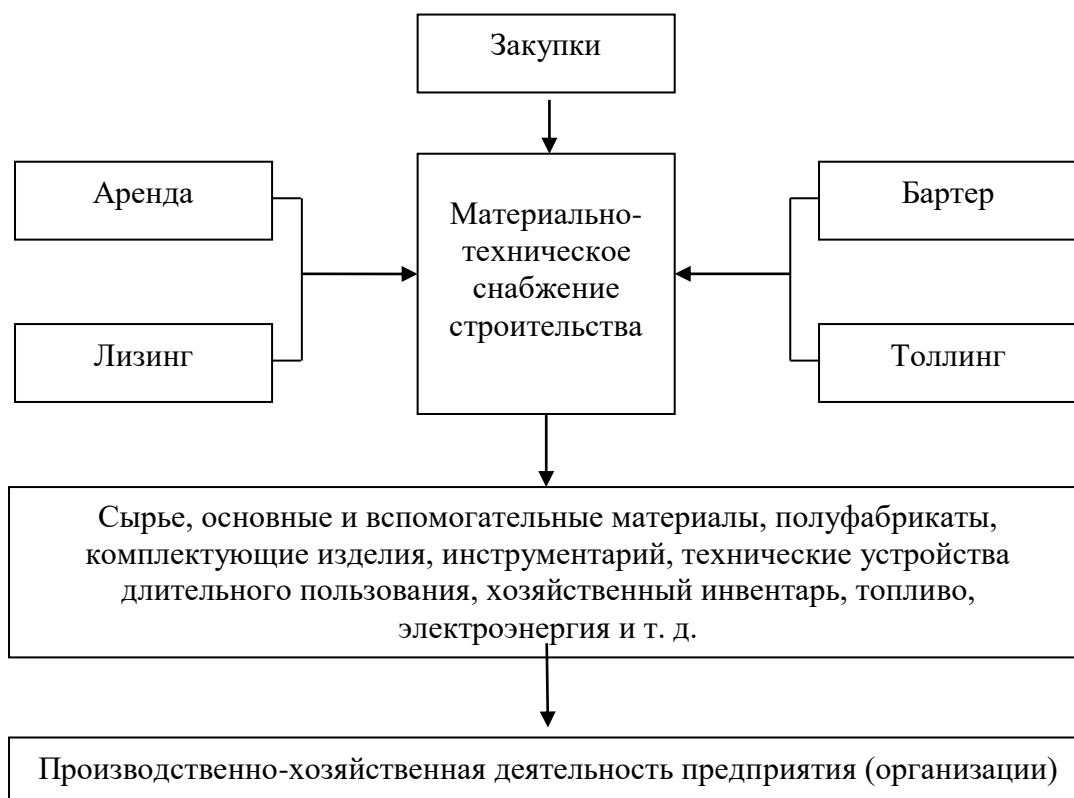 Закупки
Аренда
Бартер
Материально-
техническое
снабжение
строительства
Лизинг
Толлинг
Сырье, основные и вспомогательные материалы, полуфабрикаты,
комплектующие изделия, инструментарий, технические устройства
длительного пользования, хозяйственный инвентарь, топливо,
электроэнергия и т. д.
Производственно-хозяйственная деятельность предприятия (организации)